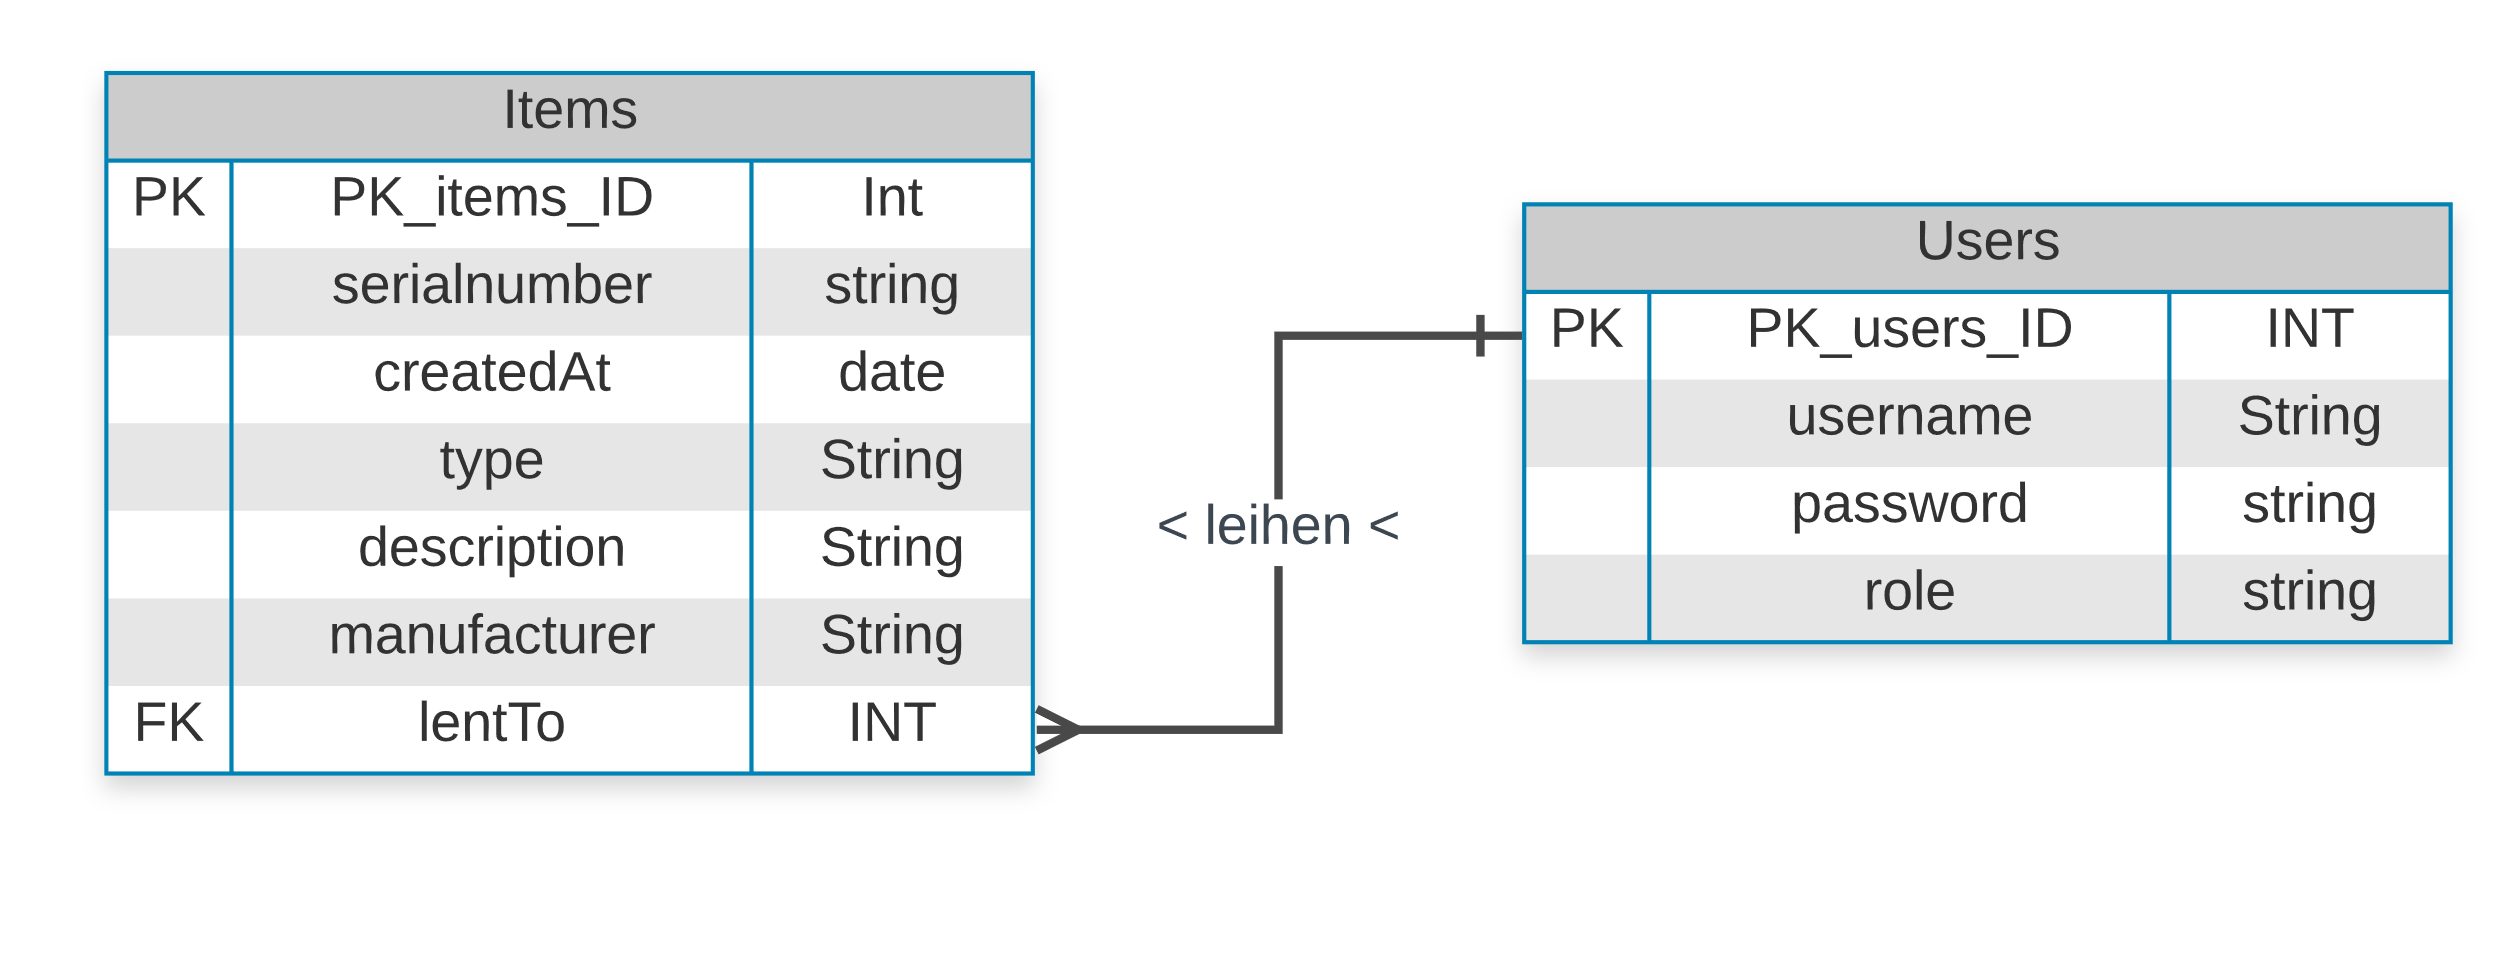 Items
PK PK_items_ID Int
serialnumber string
createdAt date
type String
description String
manufacturer String
FK lentTo INT
< leihen <
Users
PK PK_users_ID INT
username String
password string
role string